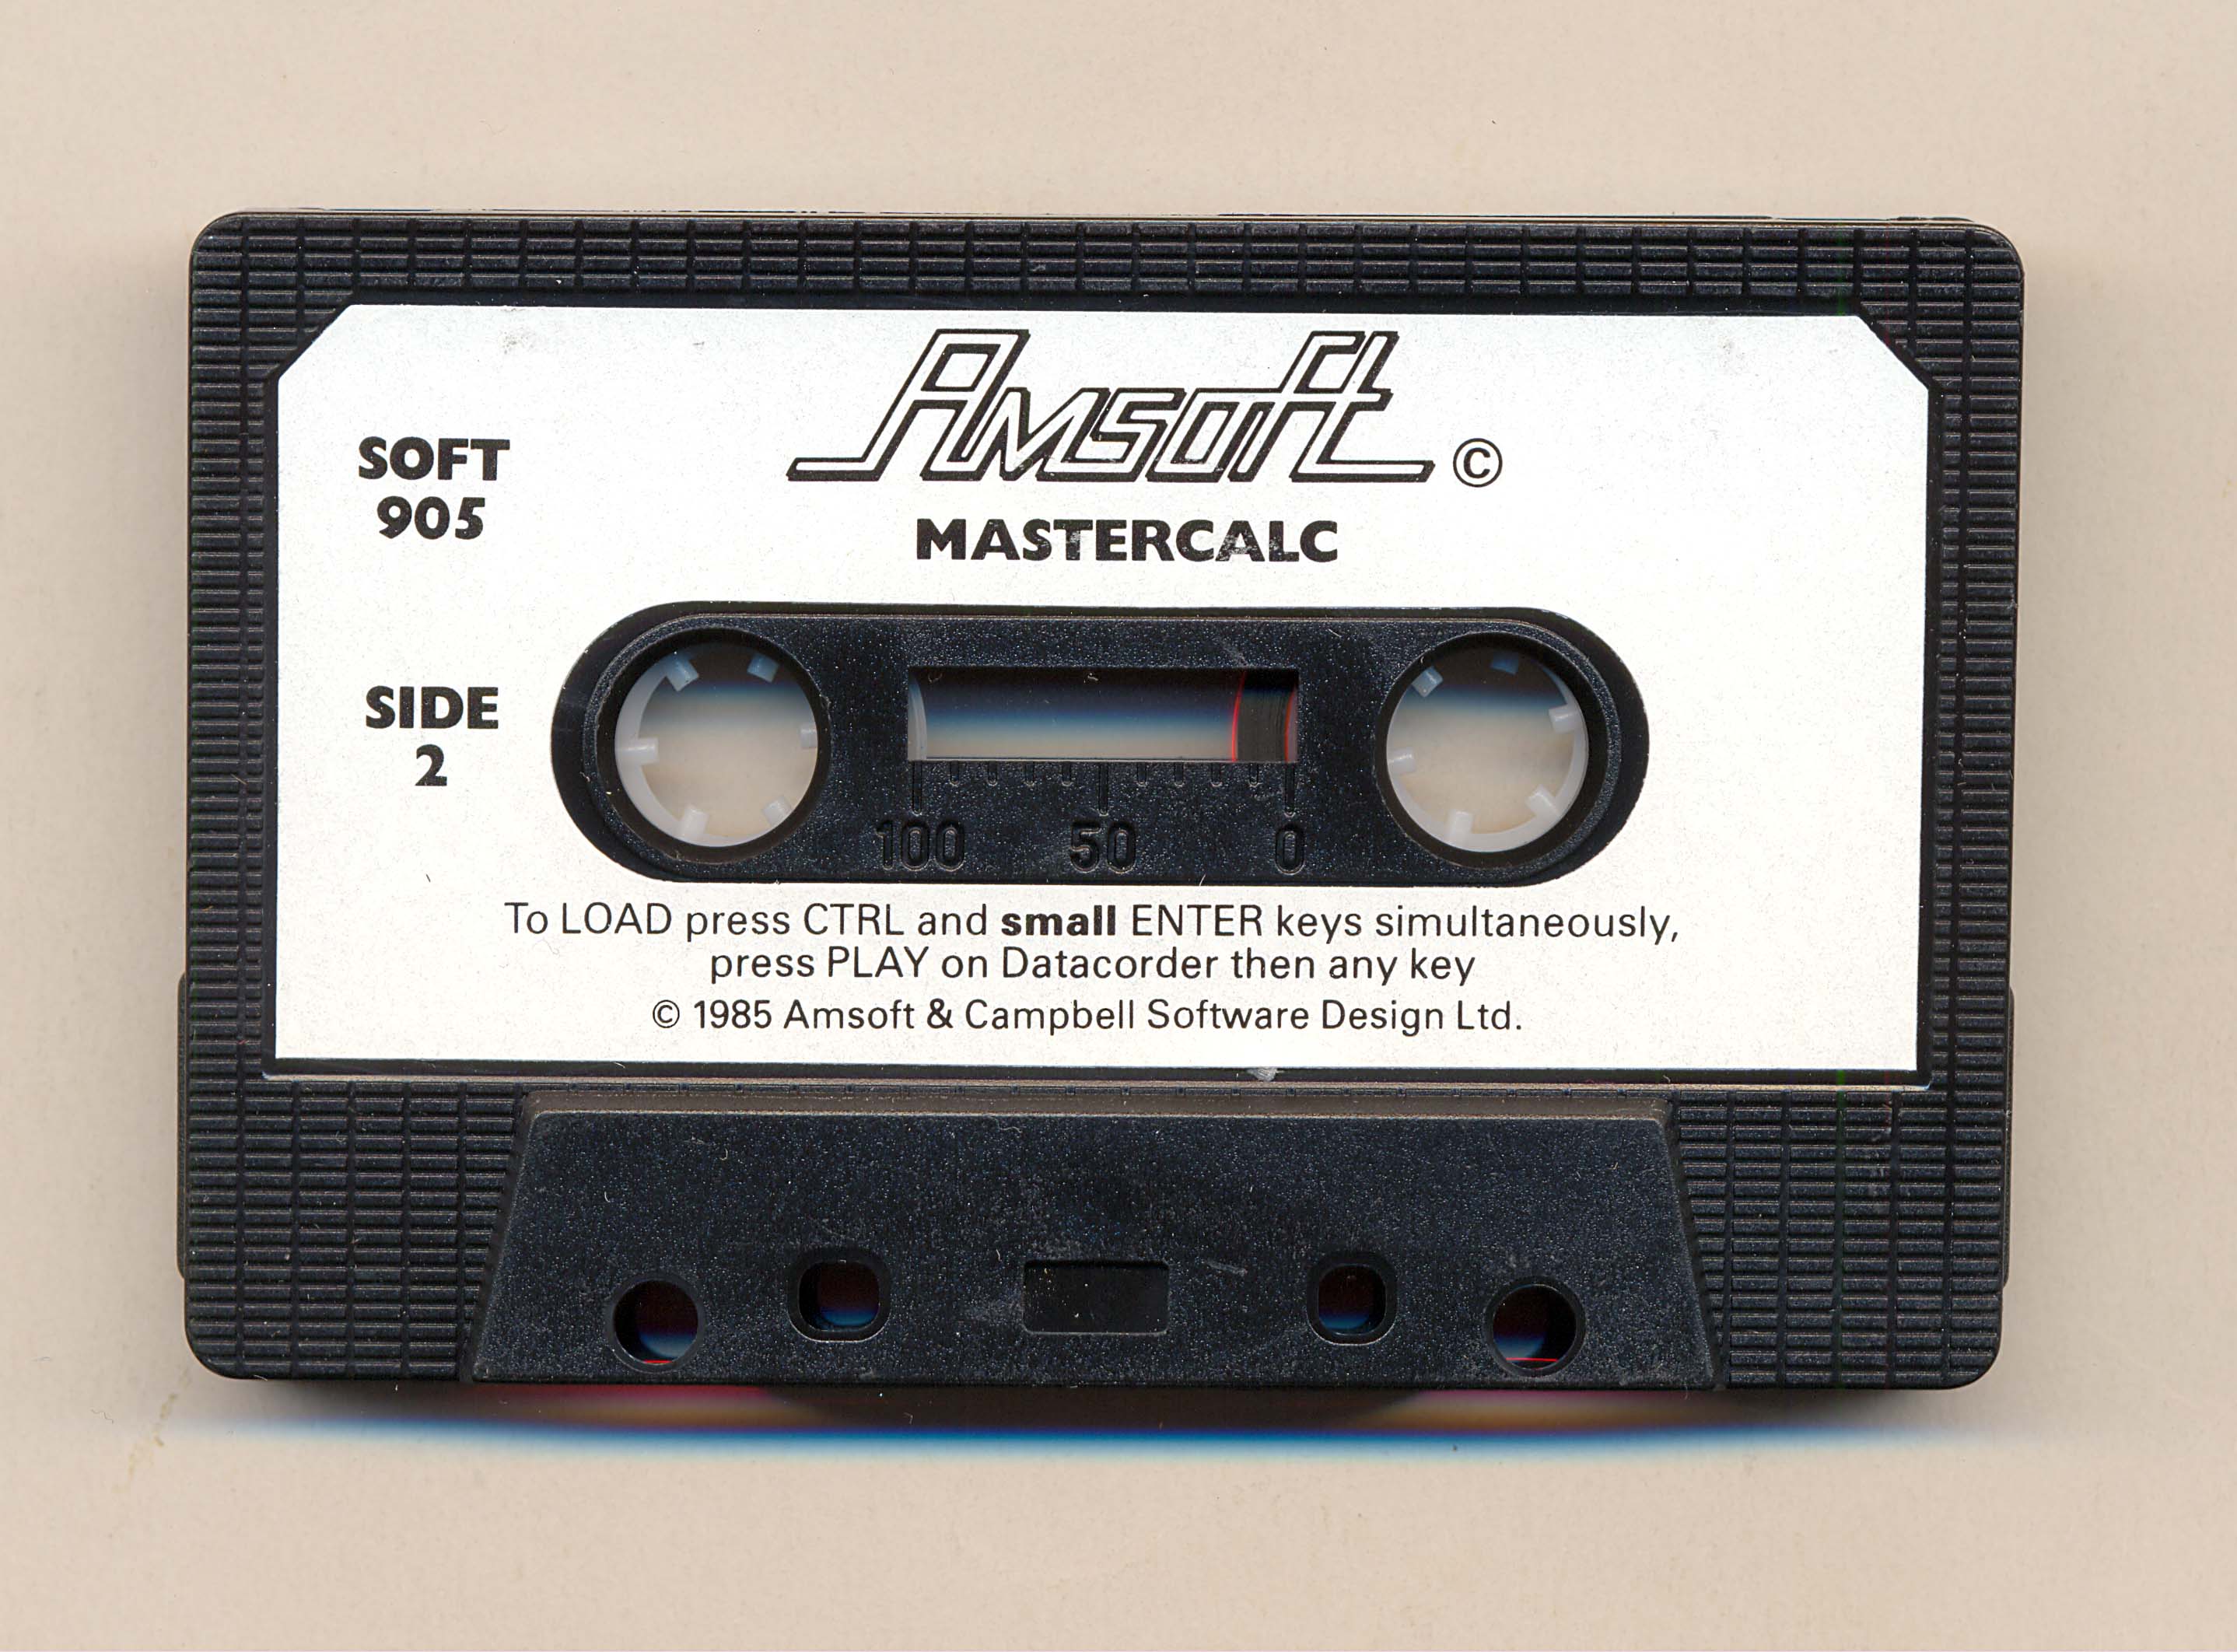 Amsoft ©
MASTERCALC
SOFT
905
SIDE
2
100 50 0
To LOAD press CTRL and small ENTER keys simultaneously,
press PLAY on Datacorder then any key
© 1985 Amsoft & Campbell Software Design Ltd.